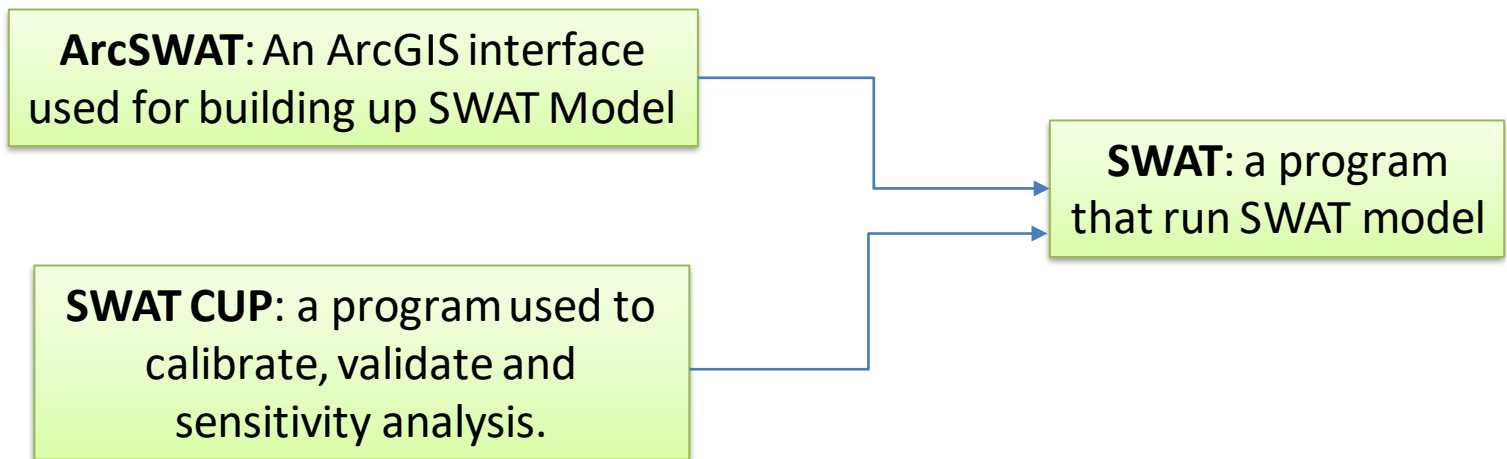 ArcSWAT: An ArcGIS interface
used for building up SWAT Model
SWAT CUP: a program used to
calibrate, validate and
sensitivity analysis.
SWAT: a program
that run SWAT model